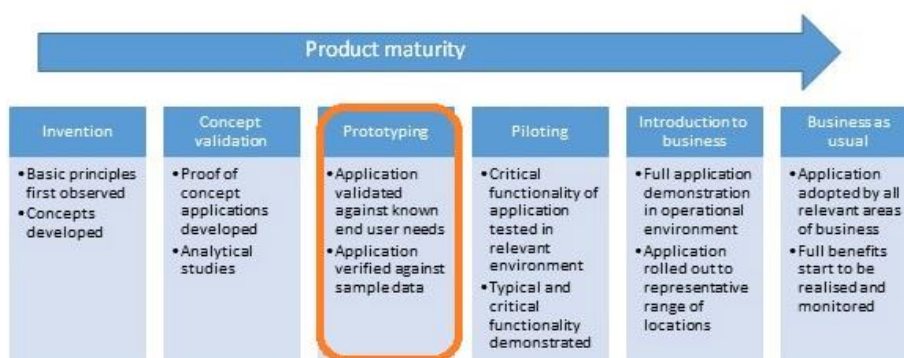 Product maturity
Invention
• Basic principles
first observed
• Concepts
developed
Concept
validation
• Proof of
concept
applications
developed
• Analytical
studies
Prototyping
• Application
validated
against known
end user needs
• Application
verified against
sample data
Piloting
• Critical
functionality of
application
tested in
relevant
environment
• Typical and
critical
functionality
demonstrated
Introduction to
business
• Full application
demonstration
in operational
environment
• Application
rolled out to
representative
range of
locations
Business as
usual
• Application
adopted by all
relevant areas
of business
• Full benefits
start to be
realised and
monitored